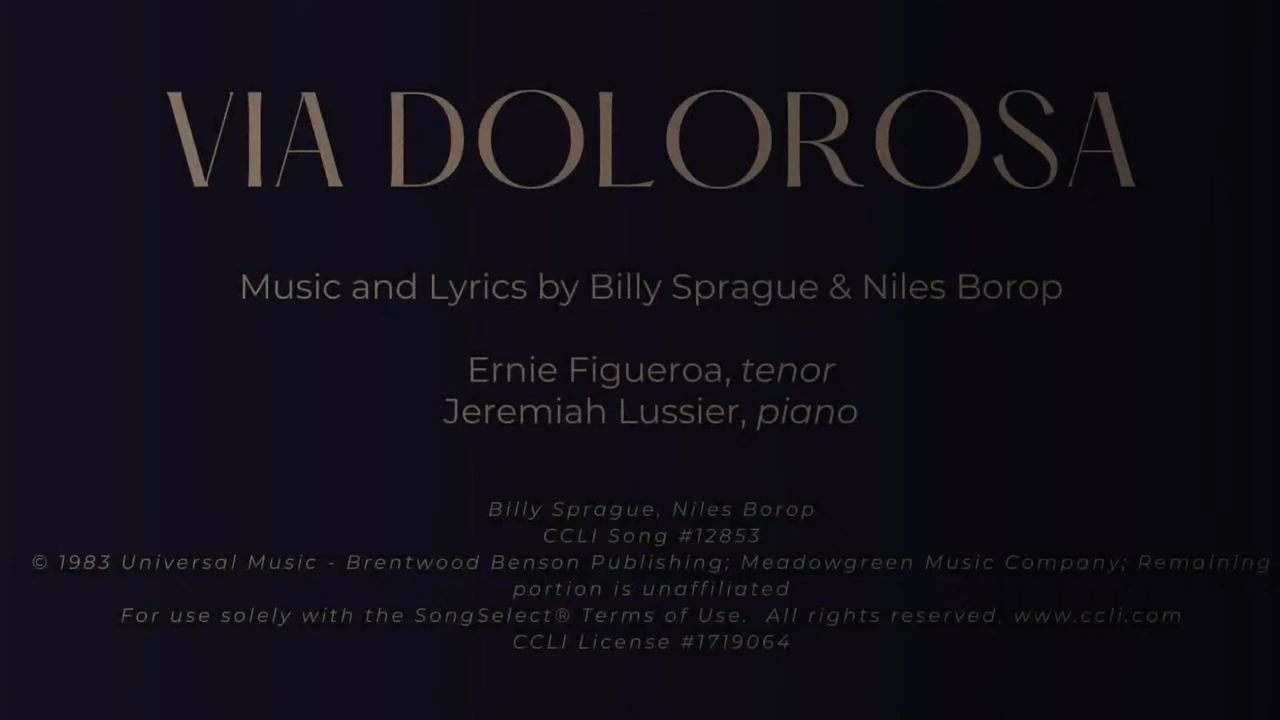 VIA DOLOROSA
Music and Lyrics by Billy Sprague & Niles Borop
Ernie Figueroa, tenor
Jeremiah Lussier, piano
Billy Sprague, Niles Borop
CCLI Song #12853
© 1983 Universal Music - Brentwood Benson Publishing; Meadowgreen Music Company; Remaining
portion is unaffiliated
For use solely with the SongSelect® Terms of Use.  All rights reserved. www.ccli.com
CCLI License #1719064